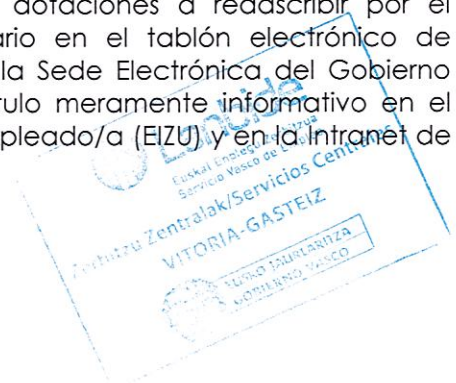 dotaciones a readscribir por el
ario en el tablón electrónico de
la Sede Electrónica del Gobierno
tulo meramente informativo en el
pleado/a (EIZU) y en la Intranet de
Lanbide
Euskal Enplegu Zerbitzua
Servicio Vasco de Empleo
Zerbitzu Zentralak/Servicios Centrales
VITORIA-GASTEIZ
EUSKO JAURLARITZA
GOBIERNO VASCO